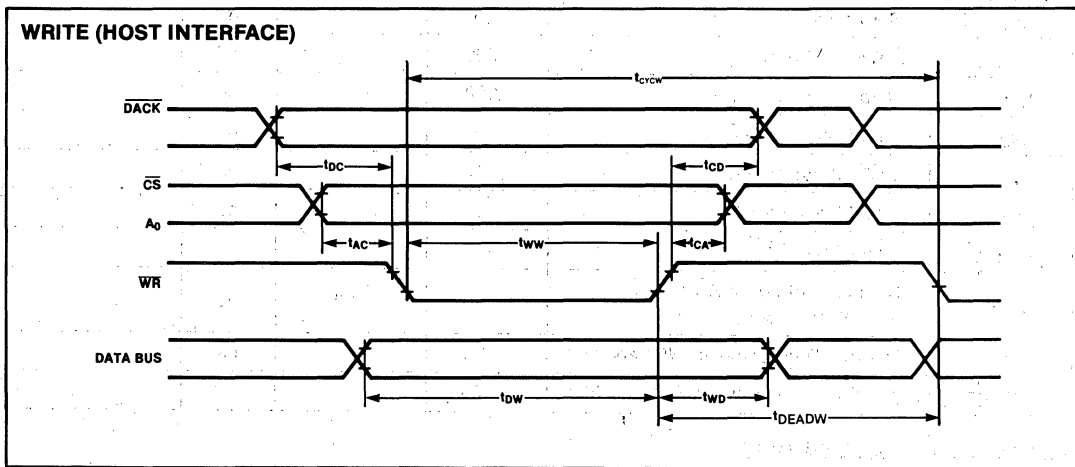 WRITE (HOST INTERFACE)
tCYCW
DACK
tDC
tCD
CS
A0
tAC
tWW
tCA
WR
DATA BUS
tDW
tWD
tDEADW